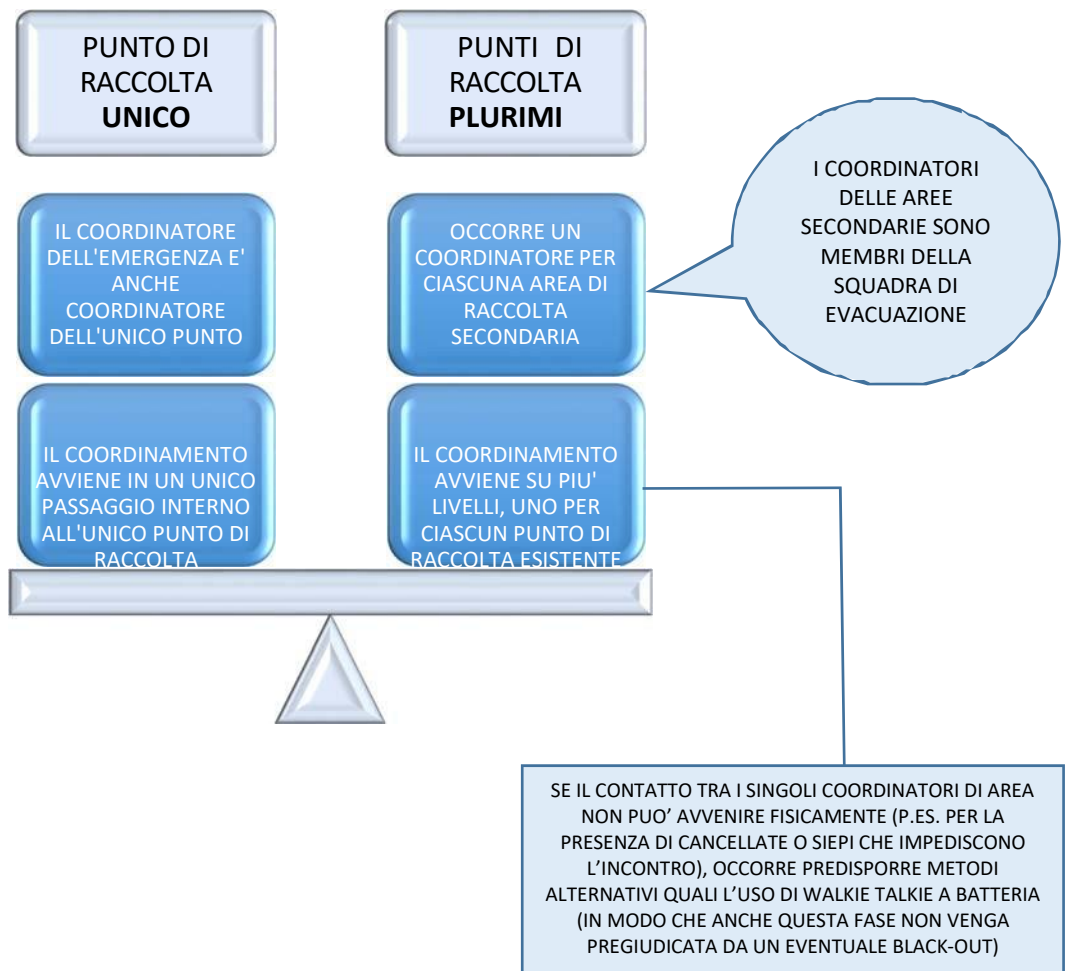 PUNTO DI
RACCOLTA
UNICO
PUNTI DI
RACCOLTA
PLURIMI
IL COORDINATORE
DELL'EMERGENZA E'
ANCHE
COORDINATORE
DELL'UNICO PUNTO
OCCORRE UN
COORDINATORE PER
CIASCUNA AREA DI
RACCOLTA
SECONDARIA
I COORDINATORI
DELLE AREE
SECONDARIE SONO
MEMBRI DELLA
SQUADRA DI
EVACUAZIONE
IL COORDINAMENTO
AVVIENE IN UN UNICO
PASSAGGIO INTERNO
ALL'UNICO PUNTO DI
RACCOLTA
IL COORDINAMENTO
AVVIENE SU PIU'
LIVELLI, UNO PER
CIASCUN PUNTO DI
RACCOLTA ESISTENTE
SE IL CONTATTO TRA I SINGOLI COORDINATORI DI AREA
NON PUO’ AVVENIRE FISICAMENTE (P.ES. PER LA
PRESENZA DI CANCELLATE O SIEPI CHE IMPEDISCONO
L’INCONTRO), OCCORRE PREDISPORRE METODI
ALTERNATIVI QUALI L’USO DI WALKIE TALKIE A BATTERIA
(IN MODO CHE ANCHE QUESTA FASE NON VENGA
PREGIUDICATA DA UN EVENTUALE BLACK-OUT)